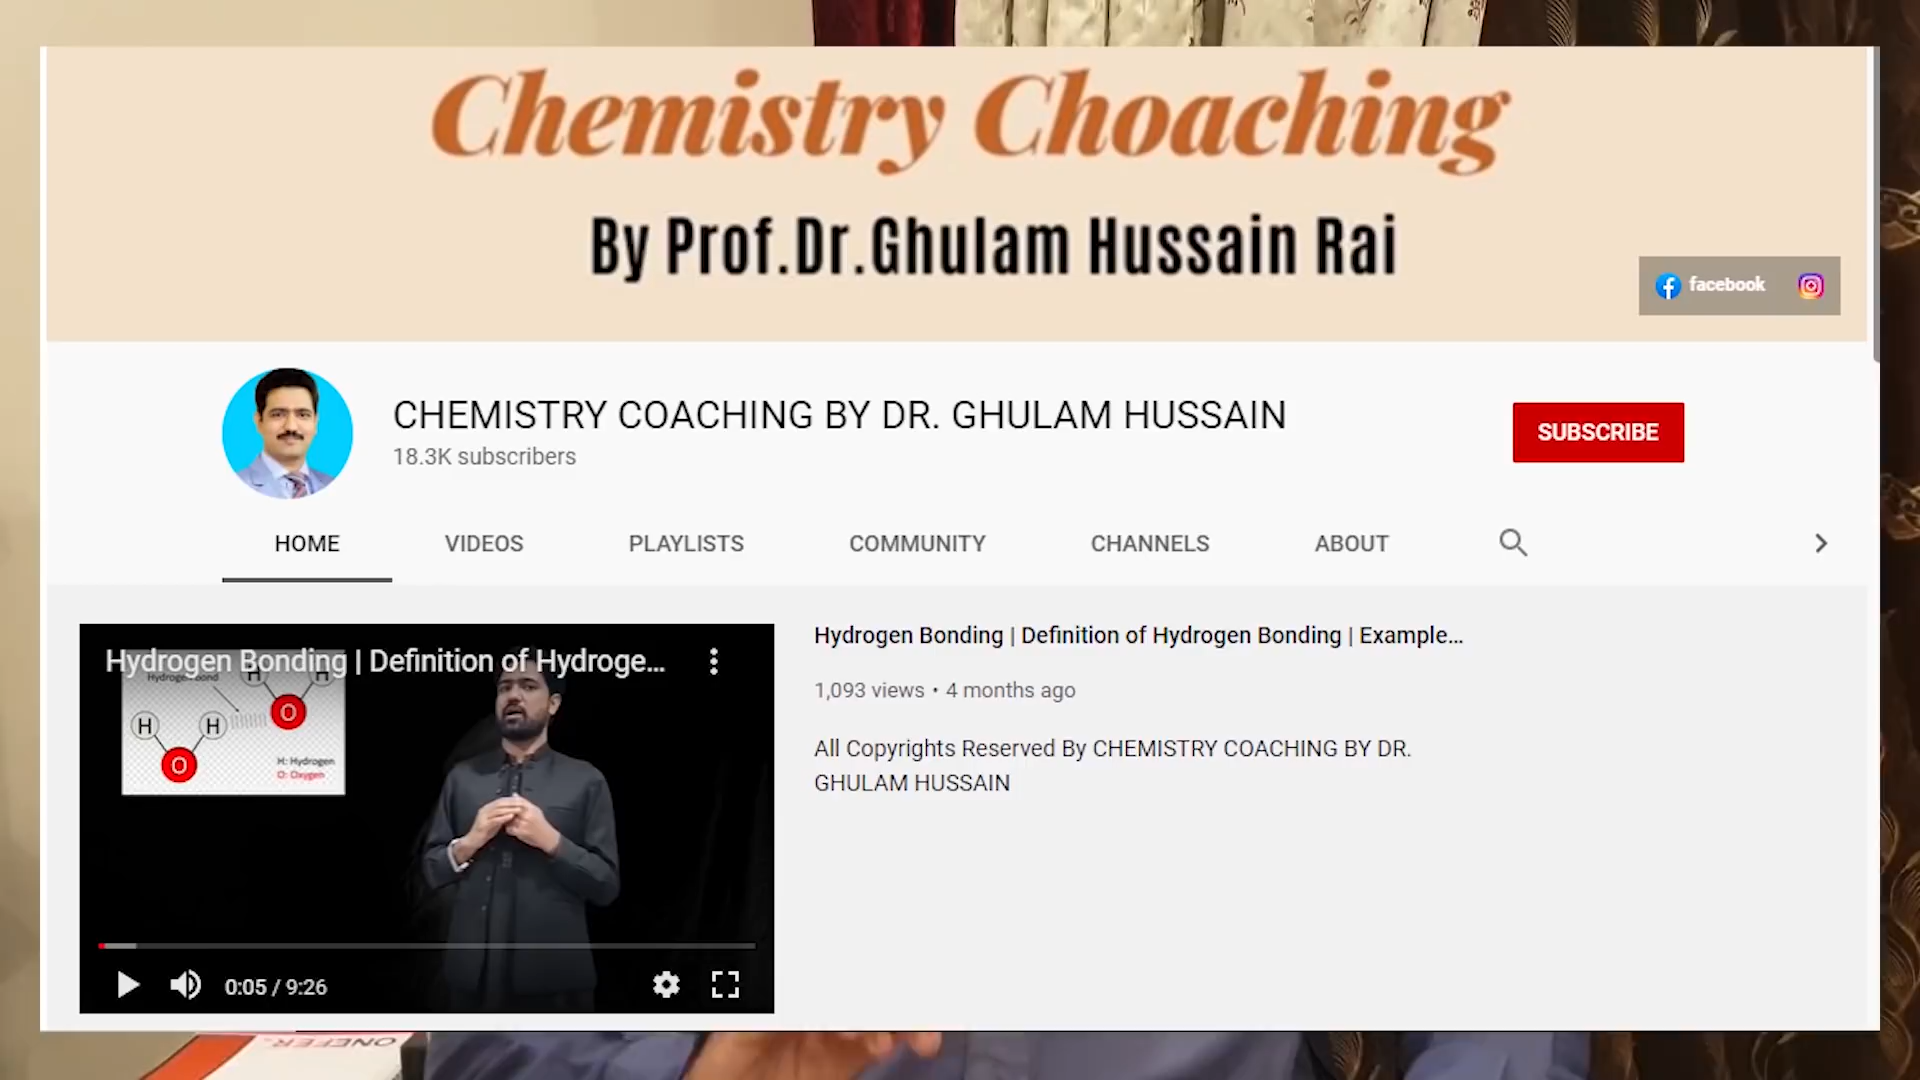 Chemistry Choaching
By Prof.Dr.Ghulam Hussain Rai
facebook
CHEMISTRY COACHING BY DR. GHULAM HUSSAIN
18.3K subscribers
SUBSCRIBE
HOME VIDEOS PLAYLISTS COMMUNITY CHANNELS ABOUT
Hydrogen Bonding | Definition of Hydroge...
Hydrogen bond
H H
O
H H
O
H: Hydrogen
O: Oxygen
0:05 / 9:26
Hydrogen Bonding | Definition of Hydrogen Bonding | Example...
1,093 views • 4 months ago
All Copyrights Reserved By CHEMISTRY COACHING BY DR.
GHULAM HUSSAIN